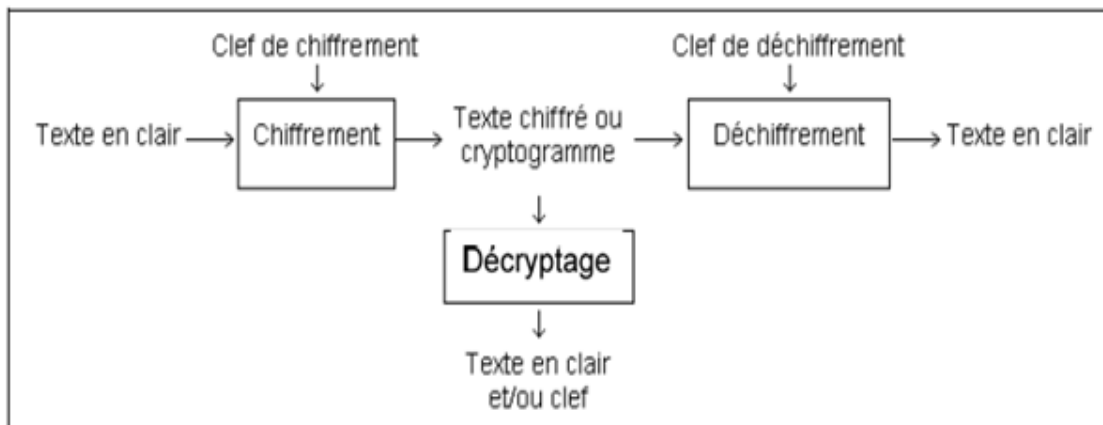 Clef de chiffrement
Clef de déchiffrement
Texte en clair
Chiffrement
Texte chiffré ou
cryptogramme
Déchiffrement
Texte en clair
Décryptage
Texte en clair
et/ou clef